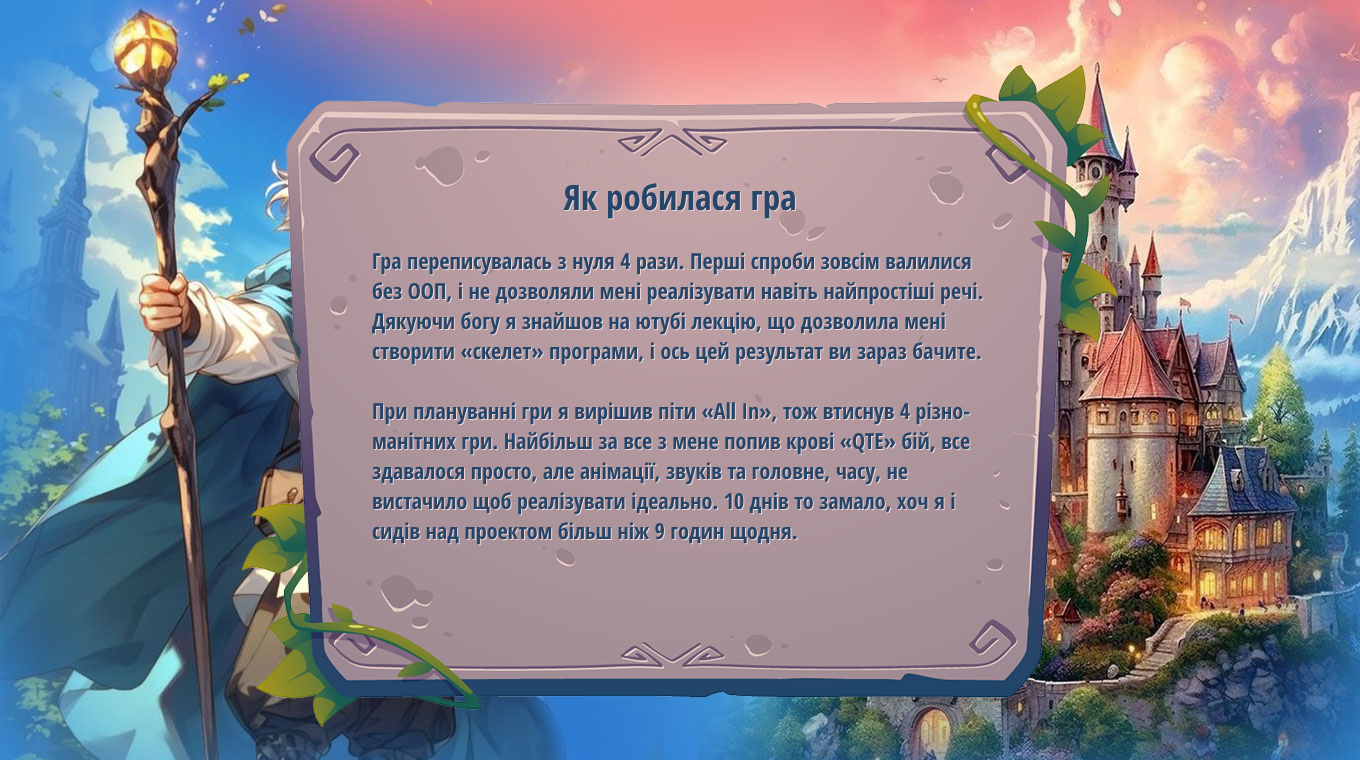 Як робилася гра
Гра переписувалась з нуля 4 рази. Перші спроби зовсім валилися
без ООП, і не дозволяли мені реалізувати навіть найпростіші речі.
Дякуючи богу я знайшов на ютубі лекцію, що дозволила мені
створити «скелет» програми, і ось цей результат ви зараз бачите.
При плануванні гри я вирішив піти «All In», тож втиснув 4 різно-
манітних гри. Найбільш за все з мене попив крові «QTE» бій, все
здавалося просто, але анімації, звуків та головне, часу, не
вистачило щоб реалізувати ідеально. 10 днів то замало, хоч я і
сидів над проектом більш ніж 9 годин щодня.